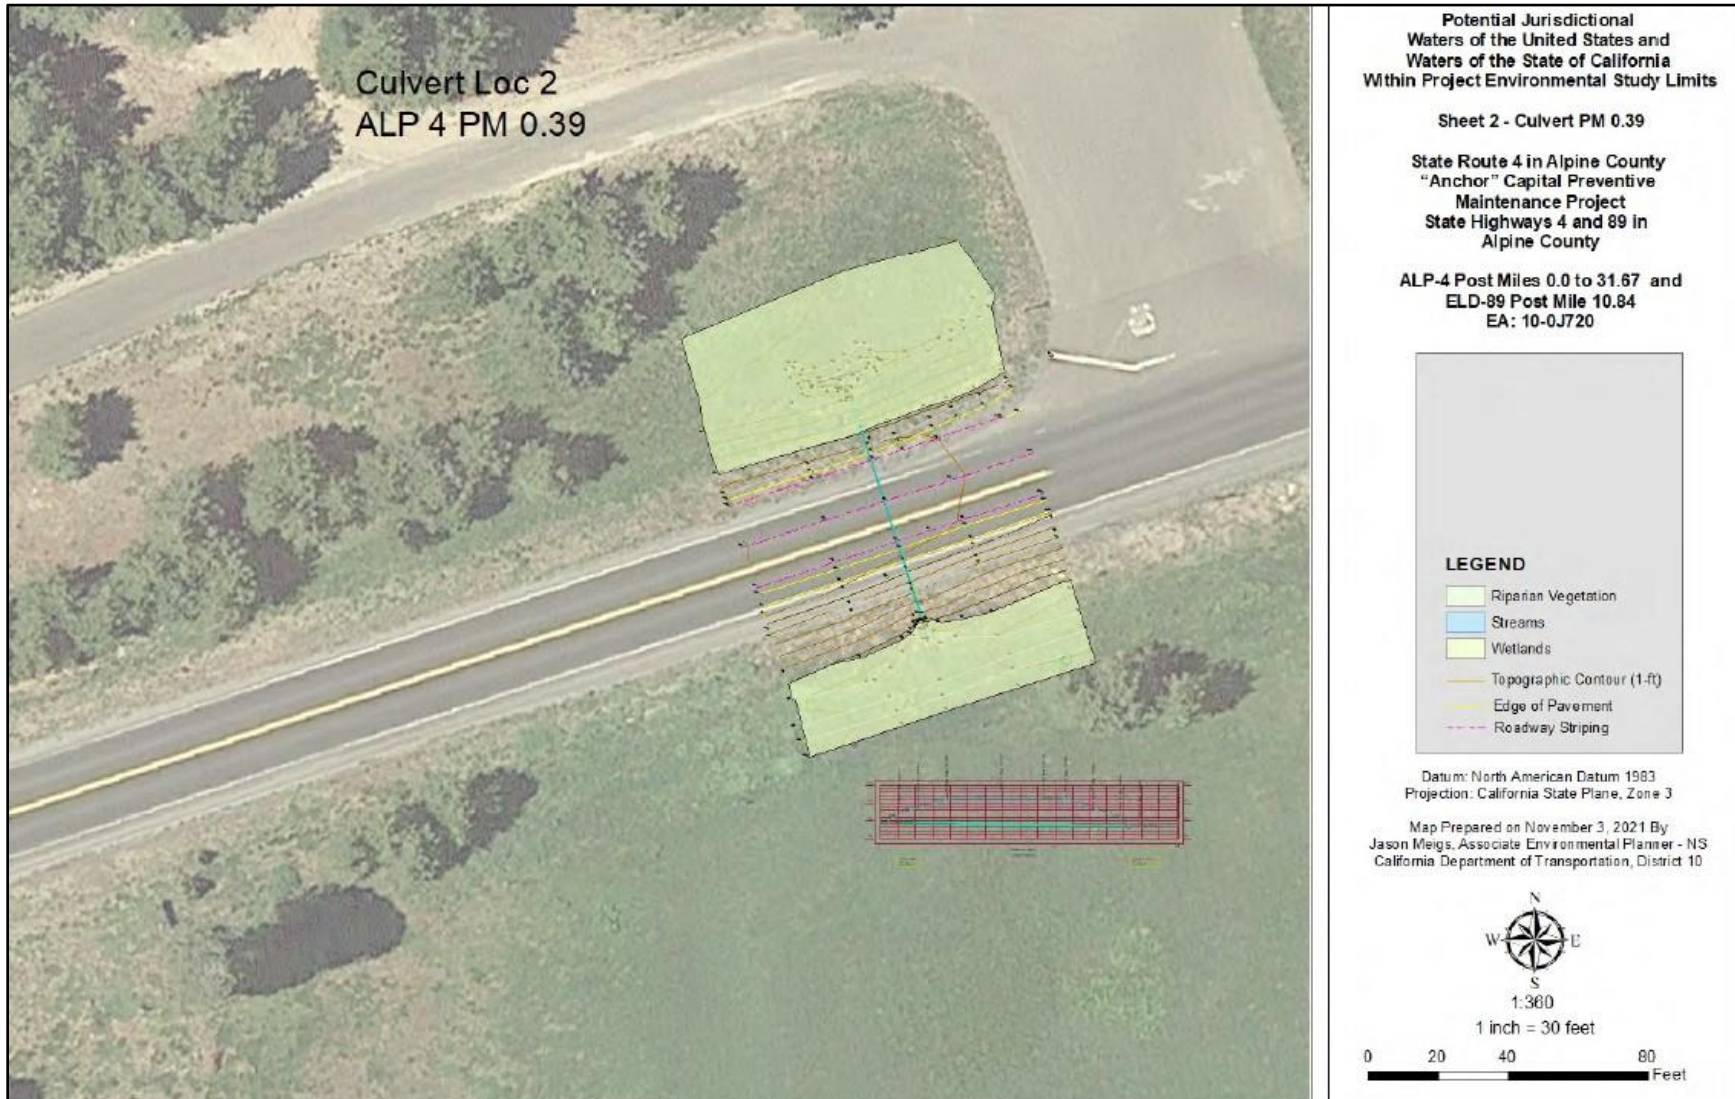 Culvert Loc 2
ALP 4 PM 0.39
Potential Jurisdictional
Waters of the United States and
Waters of the State of California
Within Project Environmental Study Limits
Sheet 2 - Culvert PM 0.39
State Route 4 in Alpine County
“Anchor” Capital Preventive
Maintenance Project
State Highways 4 and 89 in
Alpine County
ALP-4 Post Miles 0.0 to 31.67 and
ELD-89 Post Mile 10.84
EA: 10-0J720
LEGEND
Riparian Vegetation
Streams
Wetlands
Topographic Contour (1-ft)
Edge of Pavement
Roadway Striping
Datum: North American Datum 1983
Projection: California State Plane, Zone 3
Map Prepared on November 3, 2021 By
Jason Meigs, Associate Environmental Planner - NS
California Department of Transportation, District 10
N
W E
S
1:360
1 inch = 30 feet
0 20 40 80
Feet